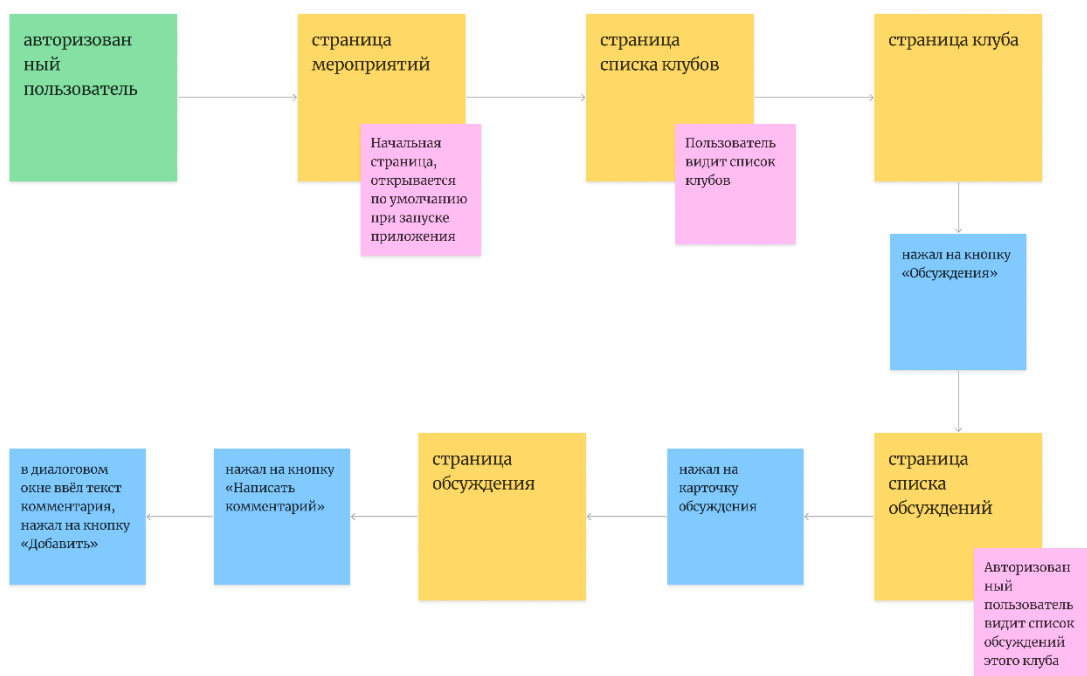 авторизован
ный
пользователь
страница
мероприятий
Начальная
страница,
открывается
по умолчанию
при запуске
приложения
страница
списка клубов
Пользователь
видит список
клубов
страница клуба
нажал на кнопку
«Обсуждения»
страница
списка
обсуждений
Авторизован
ный
пользователь
видит список
обсуждений
этого клуба
нажал на
карточку
обсуждения
страница
обсуждения
нажал на кнопку
«Написать
комментарий»
в диалоговом
окне ввёл текст
комментария,
нажал на кнопку
«Добавить»